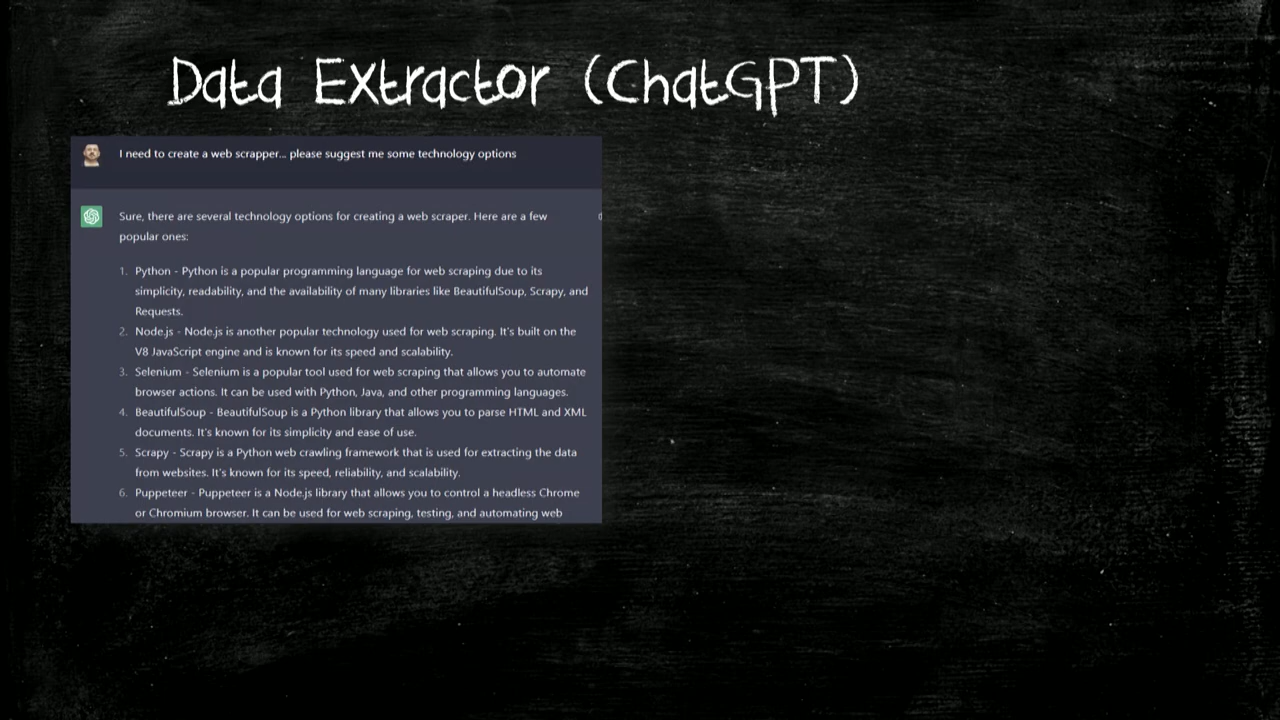 Data Extractor (ChatGPT)
I need to create a web scrapper... please suggest me some technology options
Sure, there are several technology options for creating a web scraper. Here are a few
popular ones:
1. Python - Python is a popular programming language for web scraping due to its
simplicity, readability, and the availability of many libraries like BeautifulSoup, Scrapy, and
Requests.
2. Node.js - Node.js is another popular technology used for web scraping. It's built on the
V8 JavaScript engine and is known for its speed and scalability.
3. Selenium - Selenium is a popular tool used for web scraping that allows you to automate
browser actions. It can be used with Python, Java, and other programming languages.
4. BeautifulSoup - BeautifulSoup is a Python library that allows you to parse HTML and XML
documents. It's known for its simplicity and ease of use.
5. Scrapy - Scrapy is a Python web crawling framework that is used for extracting the data
from websites. It's known for its speed, reliability, and scalability.
6. Puppeteer - Puppeteer is a Node.js library that allows you to control a headless Chrome
or Chromium browser. It can be used for web scraping, testing, and automating web